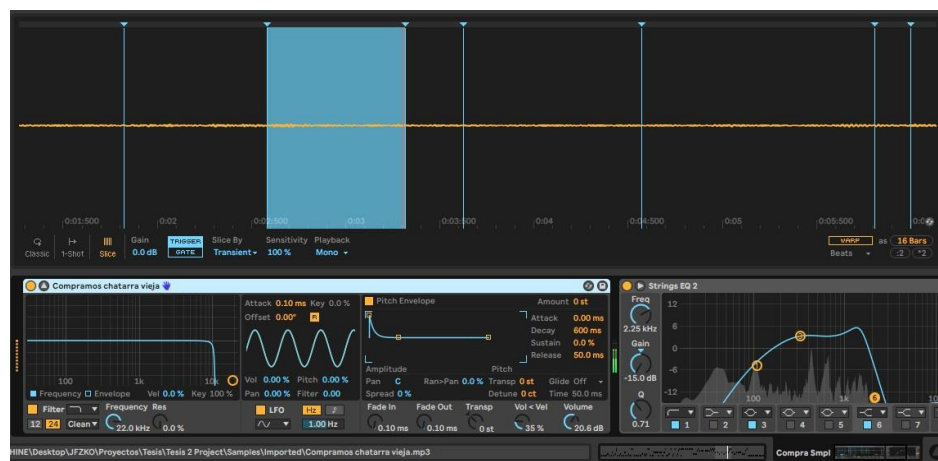 0:01:500 0:02 0:02:500 0:03 0:03:500 0:04 0:04:500 0:05 0:05:500
Classic 1-Shot Slice Gain 0.0 dB TRIGGER GATE Slice By Transient Sensitivity 100 % Playback Mono WARP as 16 Bars Beats :2 *2
Compramos chatarra vieja
Strings EQ 2
100 1k 10k
Frequency Envelope Vel 0.0 % Key 100 %
Filter Frequency Res
12 24 Clean 22.0 kHz 0.0 %
Attack 0.10 ms Key 0.0 %
Offset 0.00° R
Vol 0.00 % Pitch 0.00 %
Pan 0.00 % Filter 0.00
LFO Hz
1.00 Hz
Pitch Envelope Amount 0 st
Attack 0.00 ms
Decay 600 ms
Sustain 0.0 %
Release 50.0 ms
Amplitude Pitch
Pan C Ran>Pan 0.0 % Transp 0 st Glide Off
Spread 0 % Detune 0 ct Time 50.0 ms
Fade In Fade Out Transp Vol < Vel Volume
0.10 ms 0.10 ms 0 st 35 % -20.6 dB
Freq
2.25 kHz
Gain
-15.0 dB
Q
0.71
12
6
0
-6
-12
100 1k
6
1 2 3 4 5 6 7
HINE\Desktop\JFZKO\Proyectos\Tesis\Tesis 2 Project\Samples\Imported\Compramos chatarra vieja.mp3
Compra Smpl